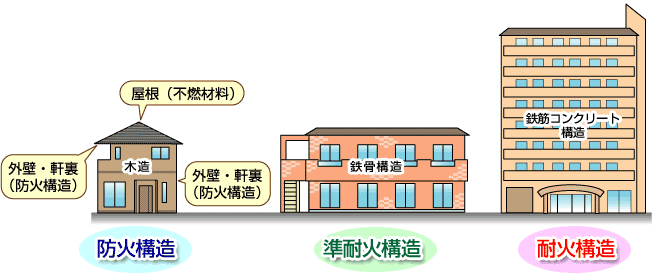 屋根（不燃材料）
外壁・軒裏
（防火構造）
木造
外壁・軒裏
（防火構造）
防火構造
鉄骨構造
準耐火構造
鉄筋コンクリート
構造
耐火構造